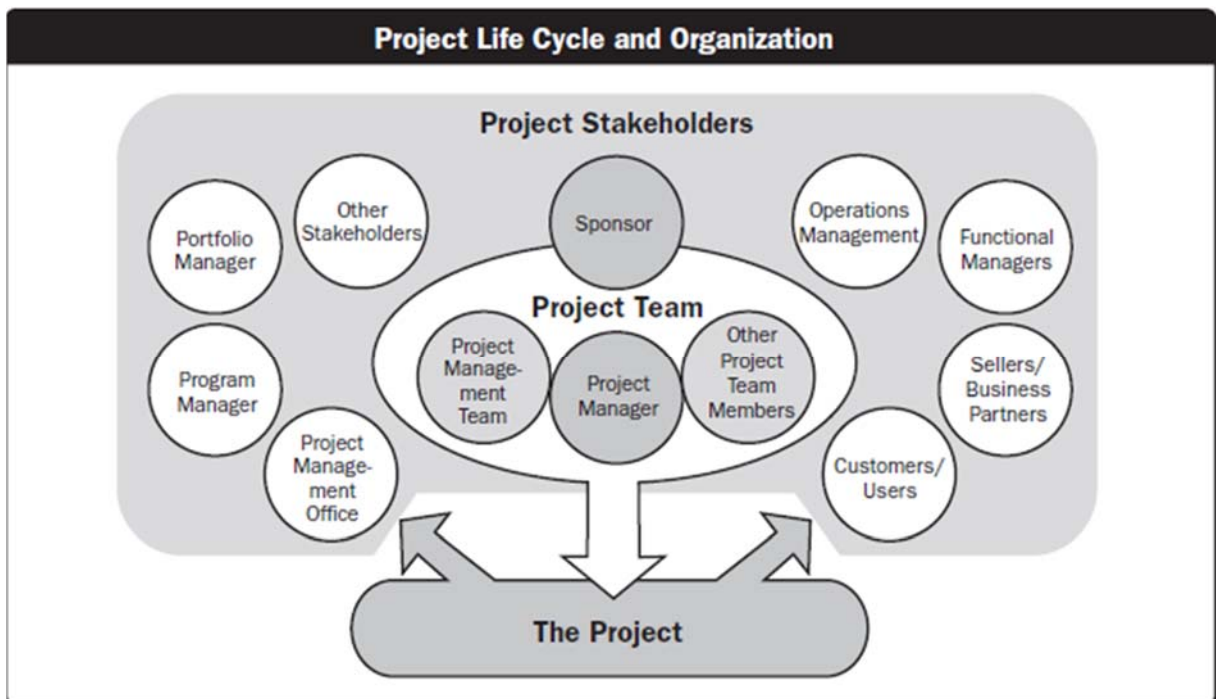 Project Life Cycle and Organization
Project Stakeholders
Portfolio
Manager
Other
Stakeholders
Sponsor
Operations
Management
Functional
Managers
Program
Manager
Project
Manage-
ment
Office
Project Team
Project
Manage-
ment
Team
Project
Manager
Other
Project
Team
Members
Sellers/
Business
Partners
Customers/
Users
The Project